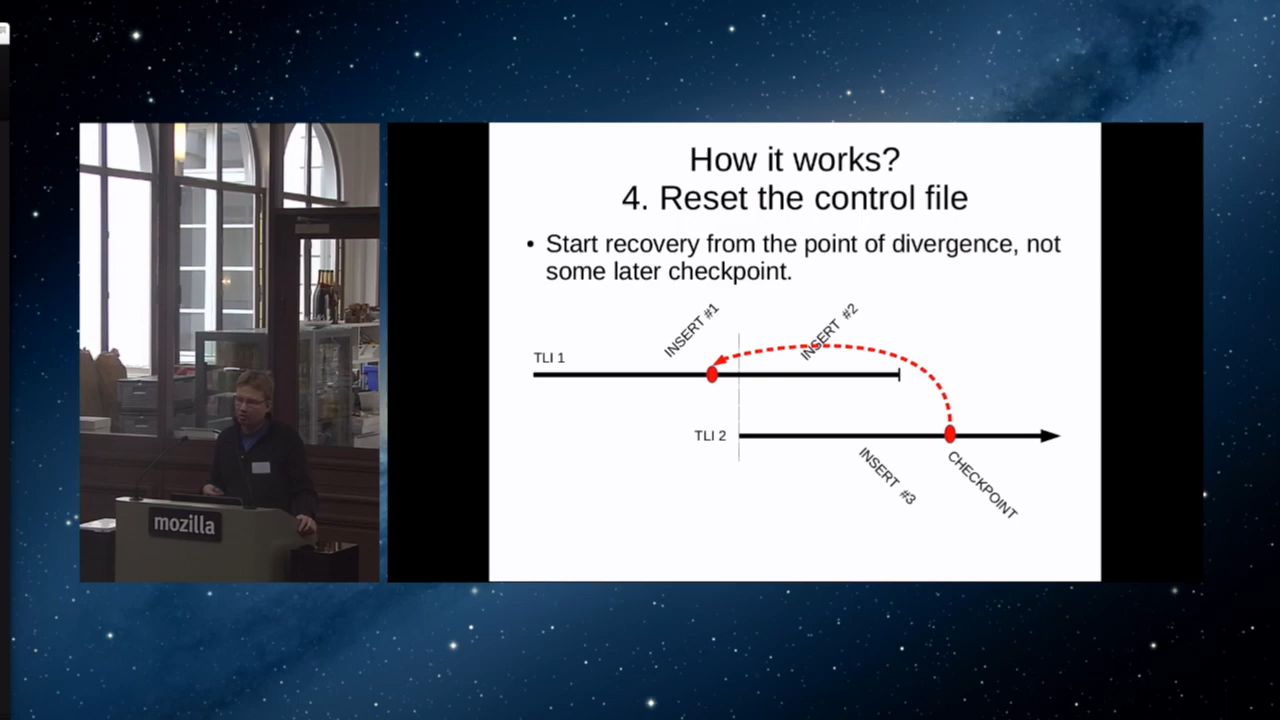 How it works?
4. Reset the control file
• Start recovery from the point of divergence, not
some later checkpoint.
INSERT #1
INSERT #2
TLI 1
TLI 2
INSERT #3
CHECKPOINT
mozilla